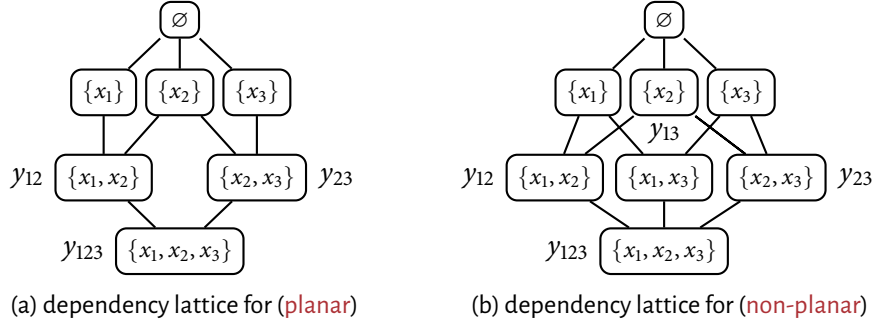 ∅ ∅
{x₁} {x₂} {x₃} {x₁} {x₂} {x₃}
y₁₃
y₁₂ {x₁, x₂} {x₂, x₃} y₂₃ y₁₂ {x₁, x₂} {x₁, x₃} {x₂, x₃} y₂₃
y₁₂₃ {x₁, x₂, x₃} y₁₂₃ {x₁, x₂, x₃}
(a) dependency lattice for (planar) (b) dependency lattice for (non-planar)